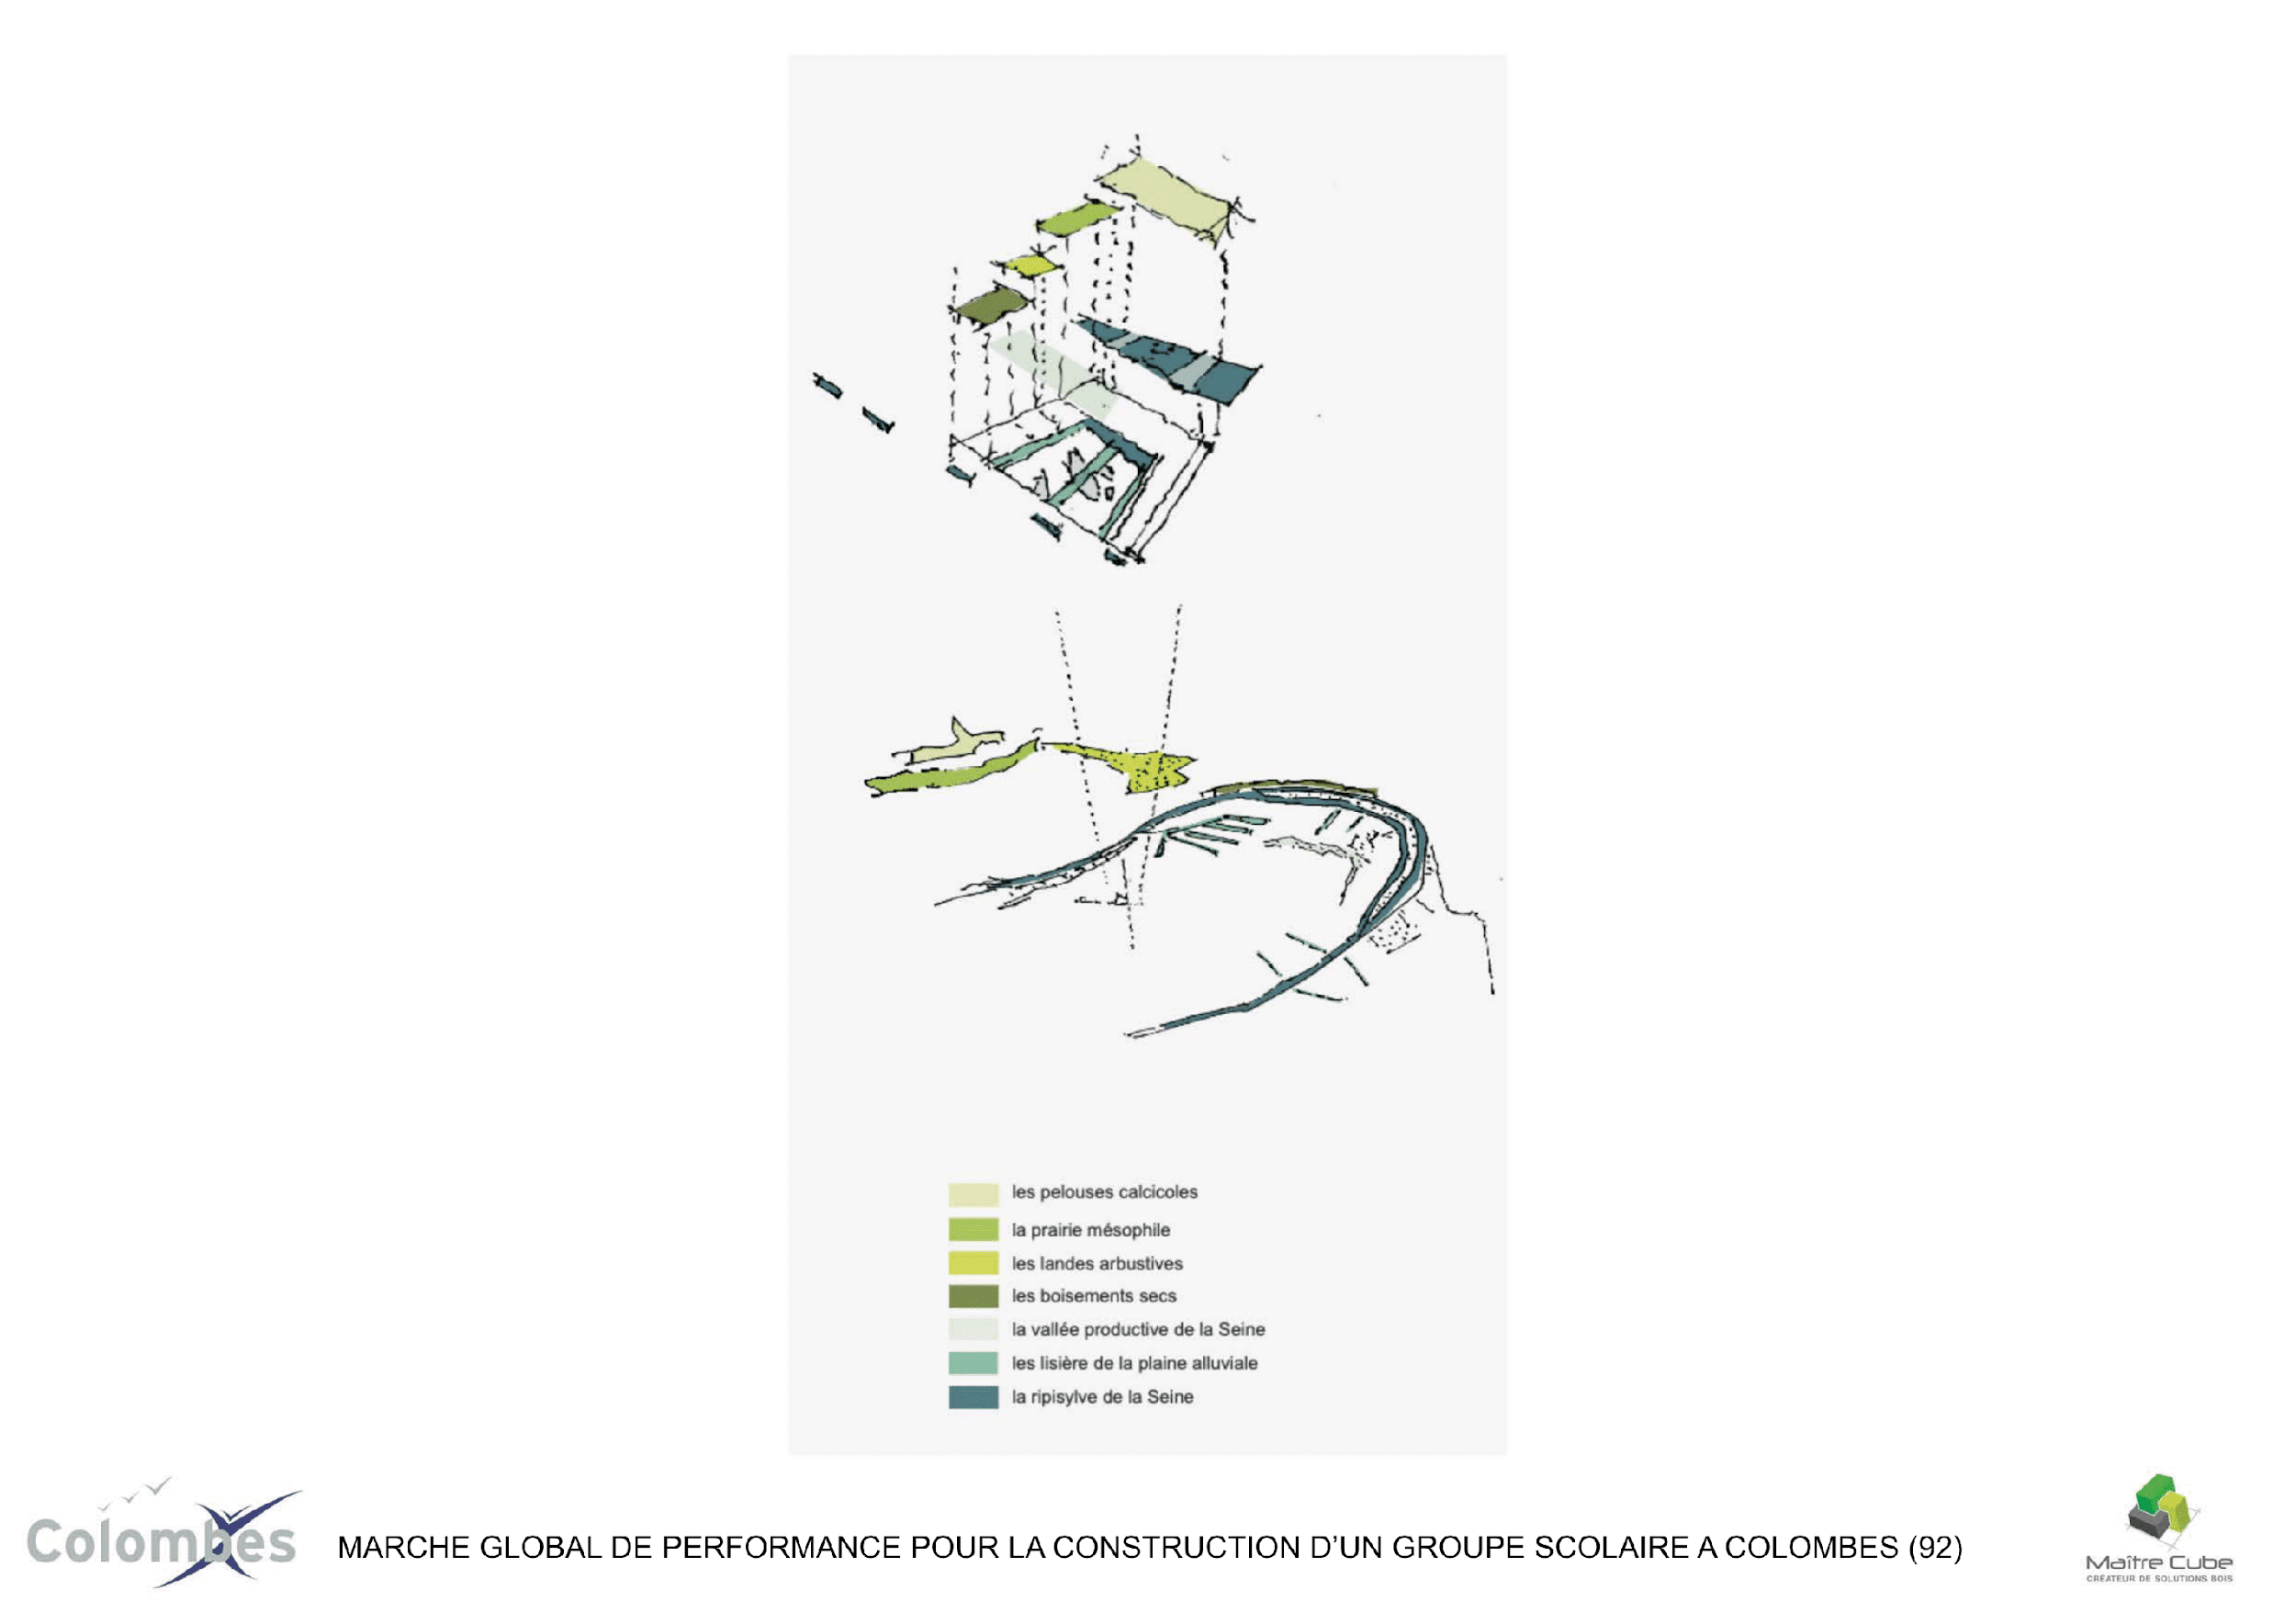 les pelouses calcicoles
la prairie mésophile
les landes arbustives
les boisements secs
la vallée productive de la Seine
les lisière de la plaine alluviale
la ripisylve de la Seine
Colombes
MARCHE GLOBAL DE PERFORMANCE POUR LA CONSTRUCTION D'UN GROUPE SCOLAIRE A COLOMBES (92)
Maître Cube
CRÉATEUR DE SOLUTIONS BOIS